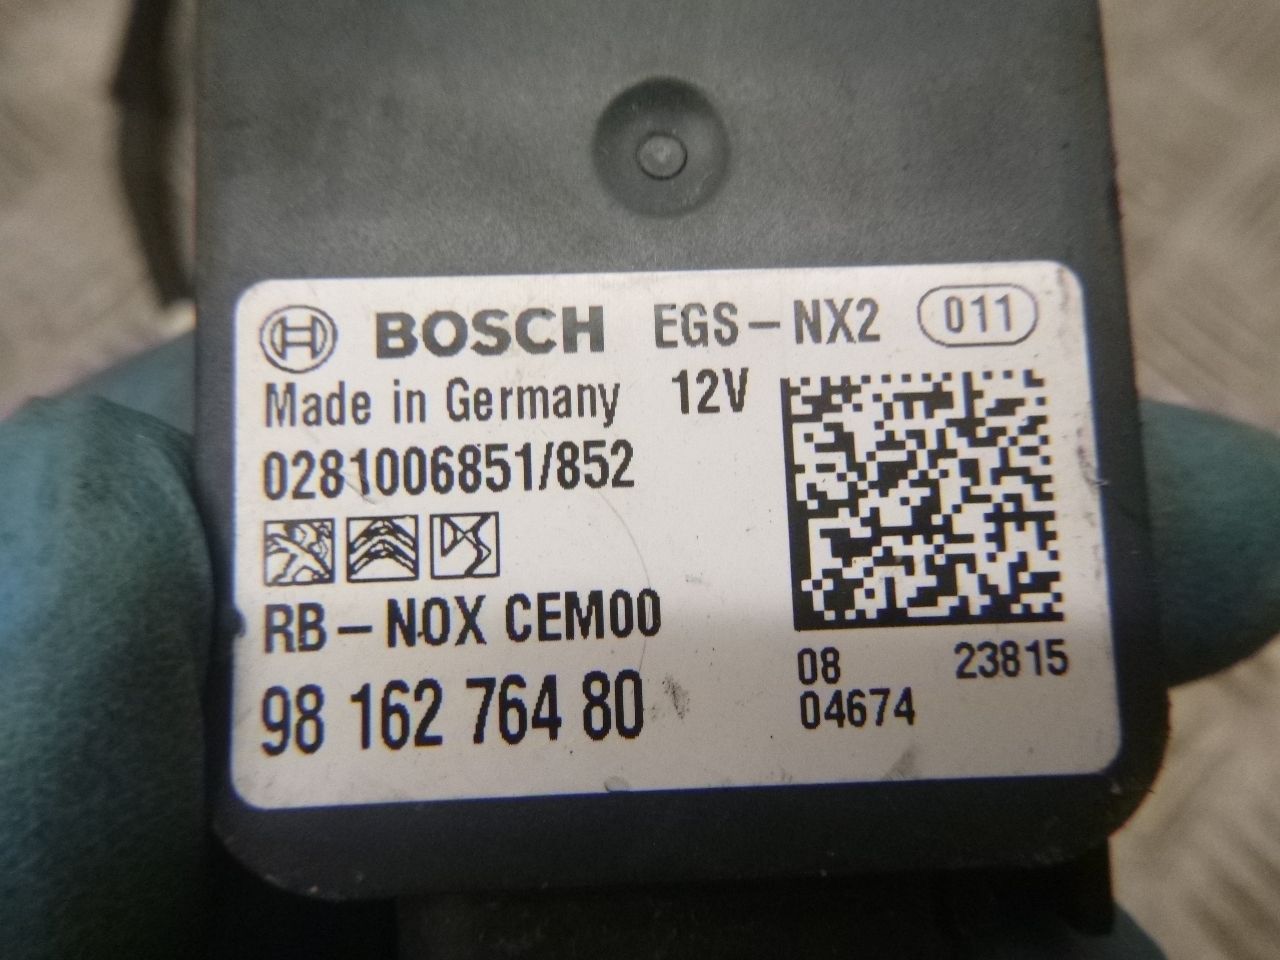 BOSCH EGS-NX2 011
Made in Germany 12V
0281006851/852
RB-NOX CEM00
98 162 764 80
08 23815
04674